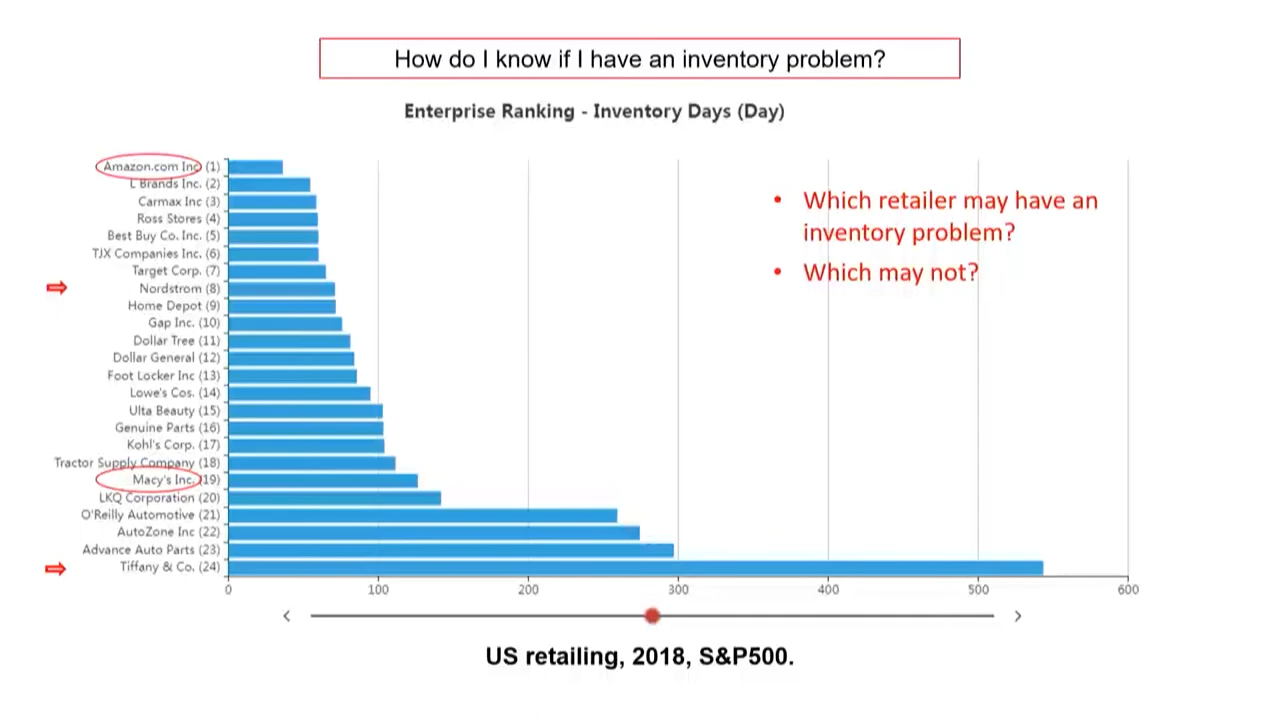 How do I know if I have an inventory problem?
Enterprise Ranking - Inventory Days (Day)
Amazon.com Inc (1)
L Brands Inc. (2)
Carmax Inc (3)
Ross Stores (4)
Best Buy Co. Inc. (5)
TJX Companies Inc. (6)
Target Corp. (7)
Nordstrom (8)
Home Depot (9)
Gap Inc. (10)
Dollar Tree (11)
Dollar General (12)
Foot Locker Inc (13)
Lowe's Cos. (14)
Ulta Beauty (15)
Genuine Parts (16)
Kohl's Corp. (17)
Tractor Supply Company (18)
Macy's Inc. (19)
LKQ Corporation (20)
O'Reilly Automotive (21)
AutoZone Inc (22)
Advance Auto Parts (23)
Tiffany & Co. (24)
• Which retailer may have an
inventory problem?
• Which may not?
0 100 200 300 400 500 600
US retailing, 2018, S&P500.